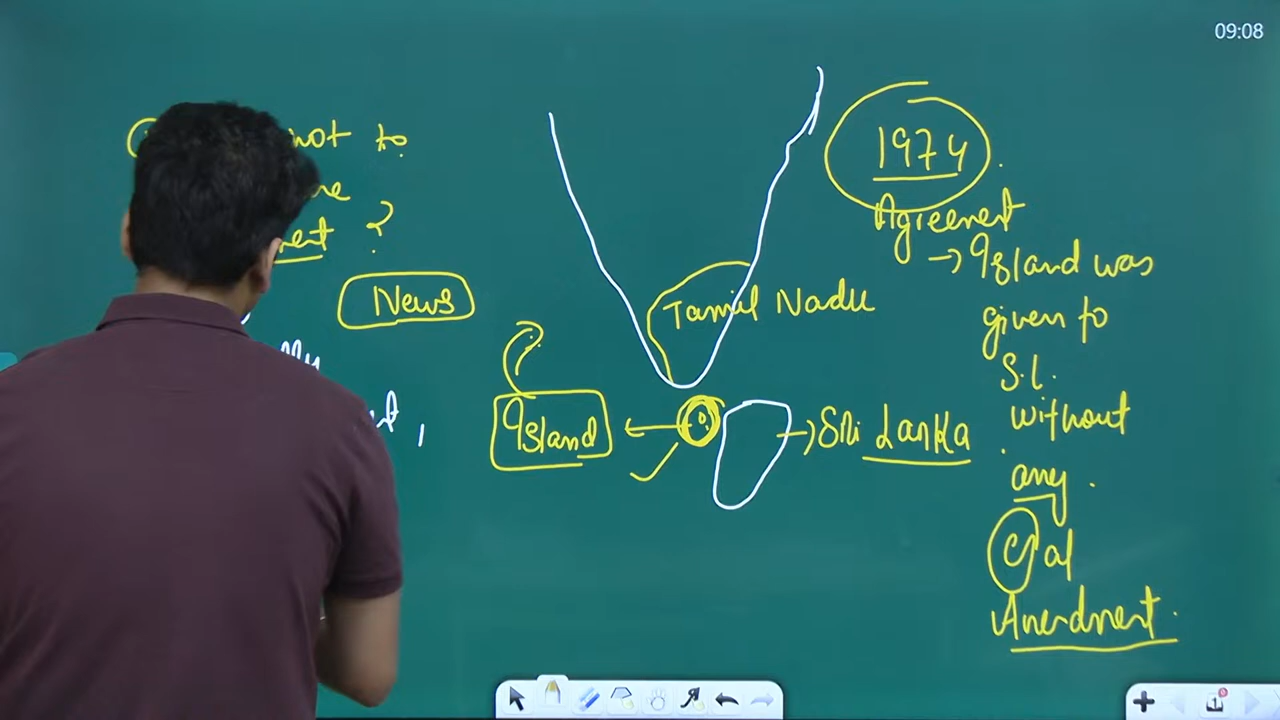 09:08
not to
?
News
1974
Agreement
→ Island was
given to
S.L.
without
any.
Cal
Amendment.
Tamil Nadu
Island
→ Sri Lanka